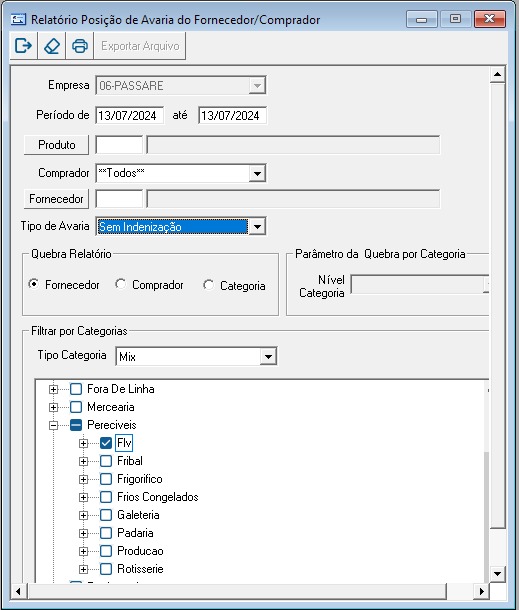 Relatório Posição de Avaria do Fornecedor/Comprador
Exportar Arquivo
Empresa 06-PASSARE
Período de 13/07/2024 até 13/07/2024
Produto
Comprador **Todos**
Fornecedor
Tipo de Avaria Sem Indenização
Quebra Relatório
Fornecedor Comprador Categoria
Parâmetro da Quebra por Categoria
Nível
Categoria
Filtrar por Categorias
Tipo Categoria Mix
Fora De Linha
Mercearia
Pereciveis
Flv
Fribal
Frigorifico
Frios Congelados
Galeteria
Padaria
Producao
Rotisserie